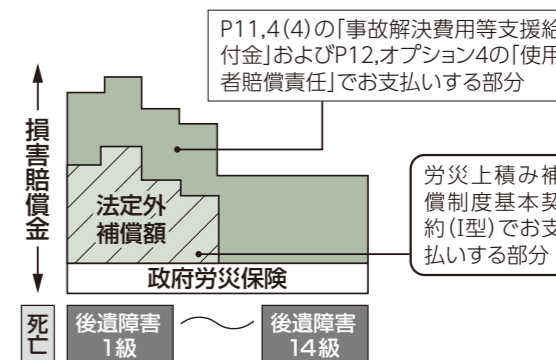 P11,4(4)の「事故解決費用等支援給
付金」およびP12,オプション4の「使用
者賠償責任」でお支払いする部分
損害賠償金
法定外
補償額
労災上積み補
償制度基本契
約(I型)でお支
払いする部分
政府労災保険
死亡
後遺障害
1級
後遺障害
14級